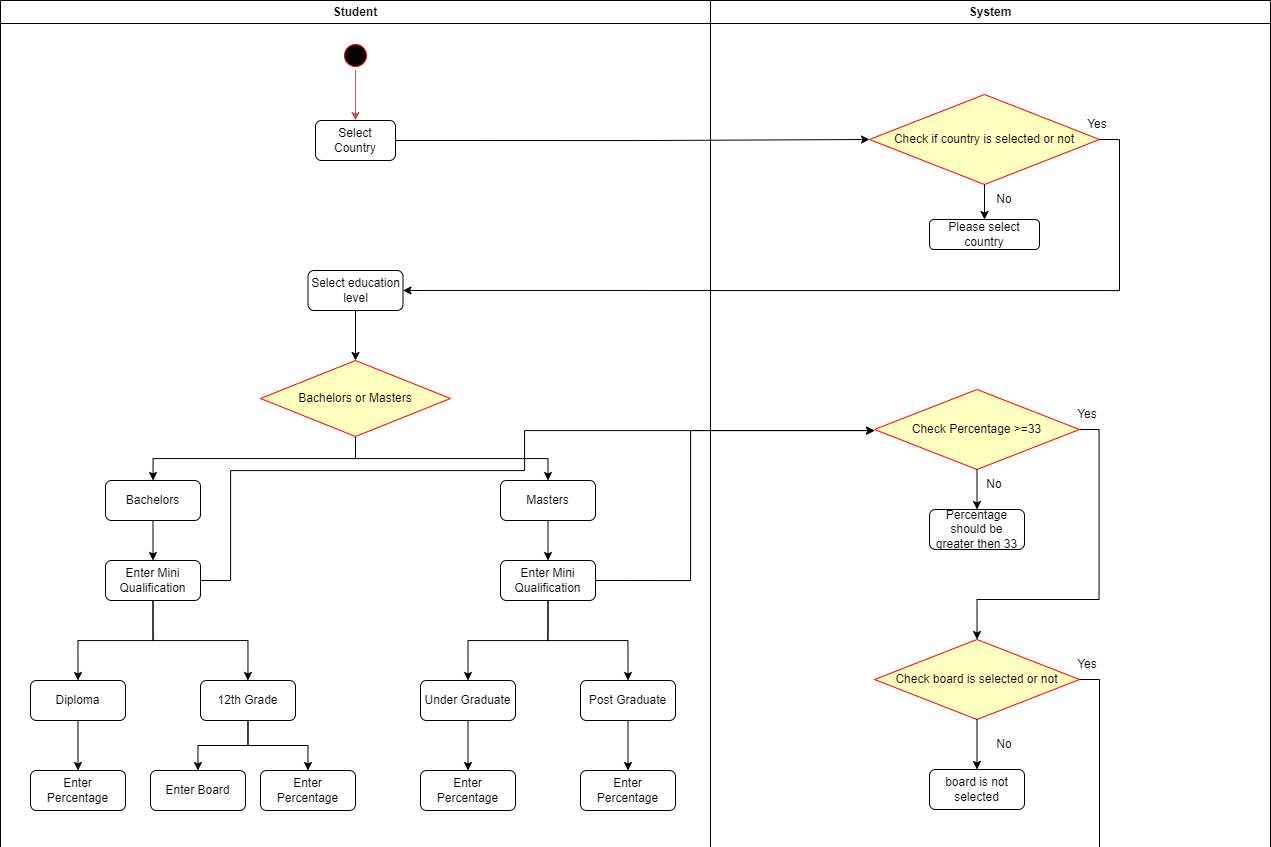 Student
System
Select
Country
Check if country is selected or not
Yes
No
Please select
country
Select education
level
Bachelors or Masters
Check Percentage >=33
Yes
No
Percentage
should be
greater then 33
Bachelors
Masters
Enter Mini
Qualification
Enter Mini
Qualification
Check board is selected or not
Yes
No
board is not
selected
Diploma
12th Grade
Under Graduate
Post Graduate
Enter
Percentage
Enter Board
Enter
Percentage
Enter
Percentage
Enter
Percentage